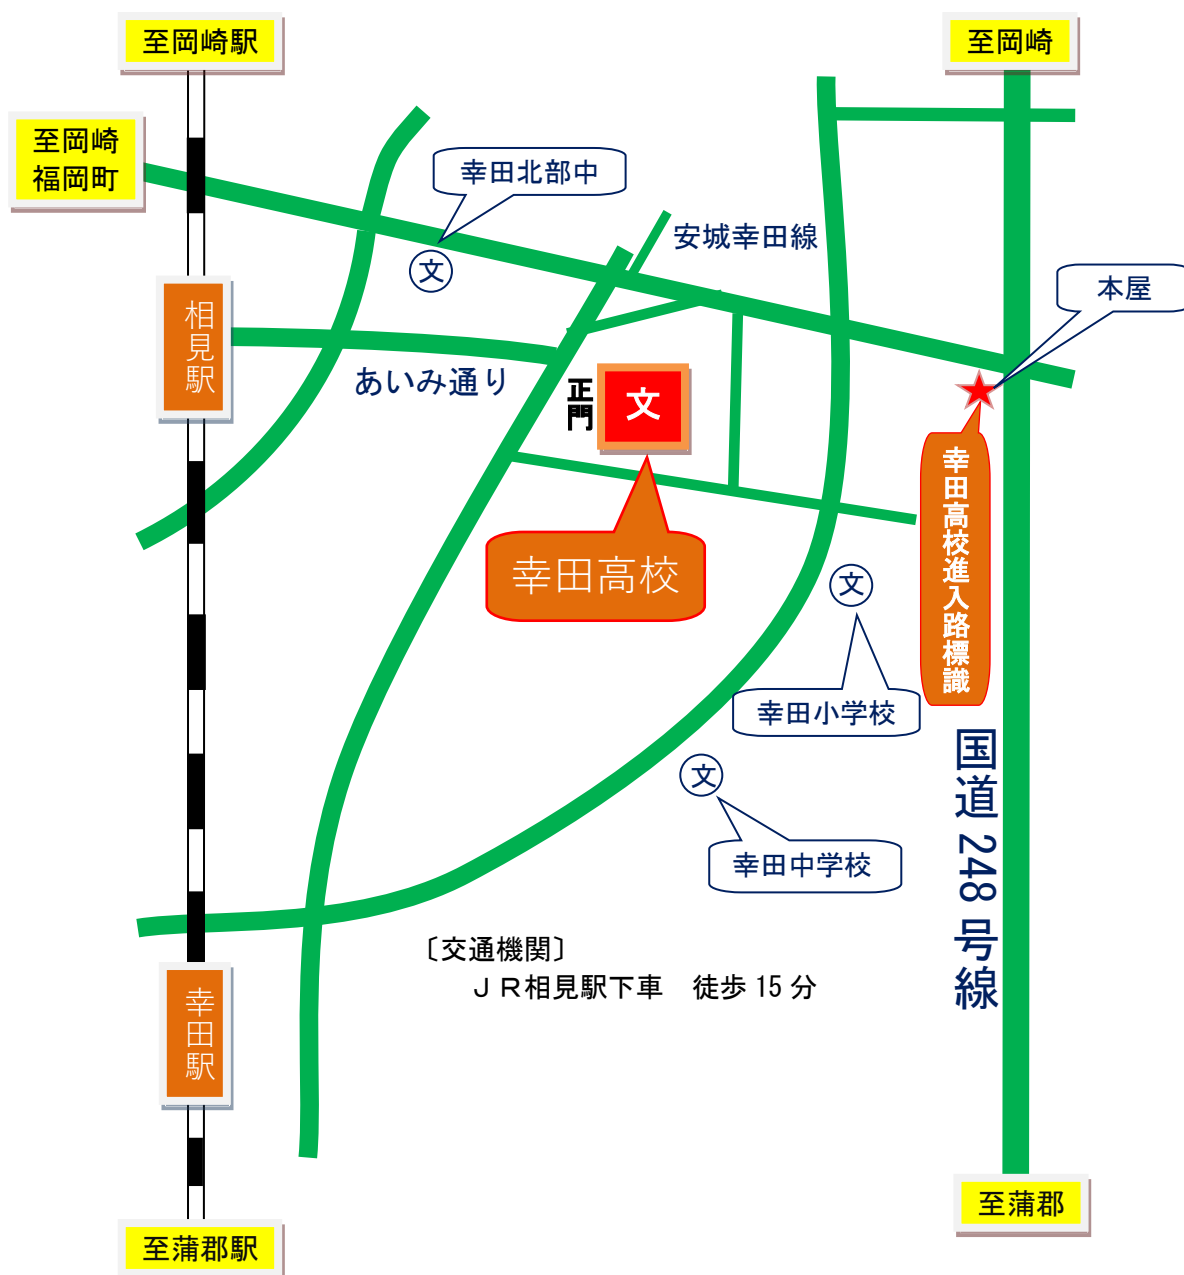 至岡崎駅
至岡崎
至岡崎
福岡町
幸田北部中
文
安城幸田線
本屋
相見駅
あいみ通り
正門
文
幸田高校
幸田高校進入路標識
文
幸田小学校
国道248号線
文
幸田中学校
〔交通機関〕
ＪＲ相見駅下車　徒歩15分
幸田駅
至蒲郡
至蒲郡駅